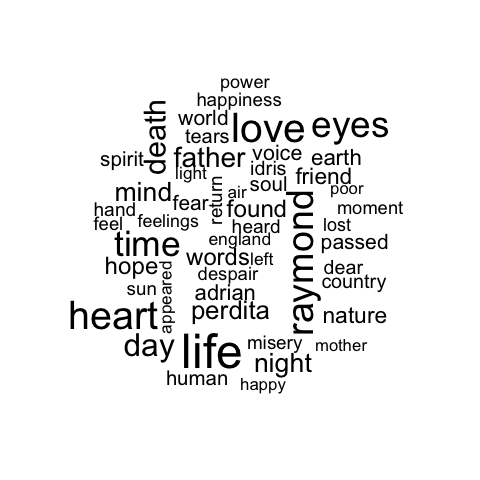 power
happiness
death
world
love
eyes
tears
father
voice
earth
spirit
light
idris
friend
mind
return
air
soul
poor
hand
fear
found
raymond
moment
feel
feelings
heard
lost
time
england
passed
hope
words
left
despair
dear
country
sun
appeared
adrian
heart
perdita
nature
day
life
misery
mother
night
human
happy